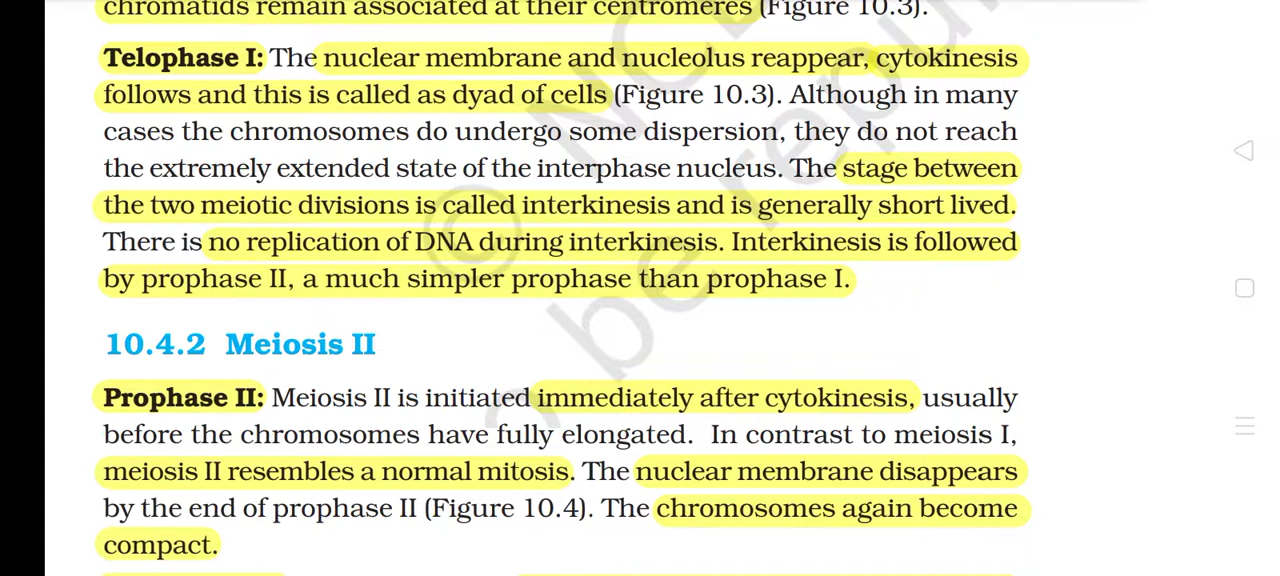 chromatids remain associated at their centromeres (Figure 10.3).
Telophase I: The nuclear membrane and nucleolus reappear, cytokinesis
follows and this is called as dyad of cells (Figure 10.3). Although in many
cases the chromosomes do undergo some dispersion, they do not reach
the extremely extended state of the interphase nucleus. The stage between
the two meiotic divisions is called interkinesis and is generally short lived.
There is no replication of DNA during interkinesis. Interkinesis is followed
by prophase II, a much simpler prophase than prophase I.
10.4.2 Meiosis II
Prophase II: Meiosis II is initiated immediately after cytokinesis, usually
before the chromosomes have fully elongated. In contrast to meiosis I,
meiosis II resembles a normal mitosis. The nuclear membrane disappears
by the end of prophase II (Figure 10.4). The chromosomes again become
compact.